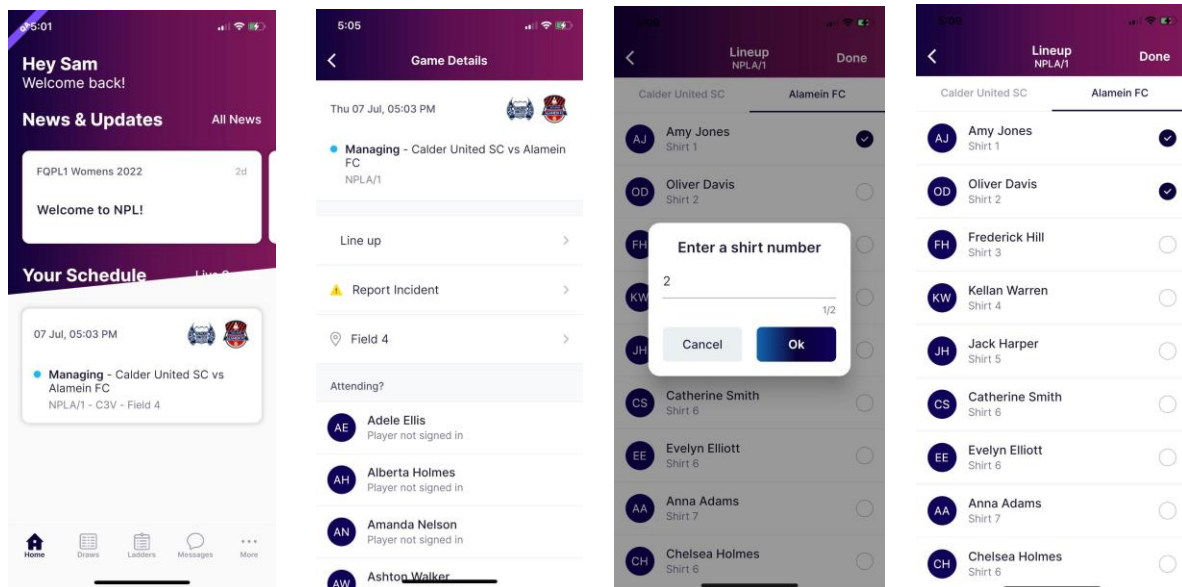 5:01
Hey Sam
Welcome back!
News & Updates All News
FQPL1 Womens 2022 2d
Welcome to NPL!
Your Schedule
07 Jul, 05:03 PM
Managing - Calder United SC vs
Alamein FC
NPLA/1 - C3V - Field 4
Home Draws Ladders Messages More
5:05
Game Details
Thu 07 Jul, 05:03 PM
Managing - Calder United SC vs Alamein
FC
NPLA/1
Line up
Report Incident
Field 4
Attending?
AE Adele Ellis
Player not signed in
AH Alberta Holmes
Player not signed in
AN Amanda Nelson
Player not signed in
AW Ashton Walker
Lineup Done
NPLA/1
Calder United SC Alamein FC
AJ Amy Jones
Shirt 1
OD Oliver Davis
Shirt 2
FH
Enter a shirt number
KW
2
1/2
JH
Cancel Ok
CS Catherine Smith
Shirt 6
EE Evelyn Elliott
Shirt 6
AA Anna Adams
Shirt 7
CH Chelsea Holmes
Shirt 6
5:09
Lineup Done
NPLA/1
Calder United SC Alamein FC
AJ Amy Jones
Shirt 1
OD Oliver Davis
Shirt 2
FH Frederick Hill
Shirt 3
KW Kellan Warren
Shirt 4
JH Jack Harper
Shirt 5
CS Catherine Smith
Shirt 6
EE Evelyn Elliott
Shirt 6
AA Anna Adams
Shirt 7
CH Chelsea Holmes
Shirt 6